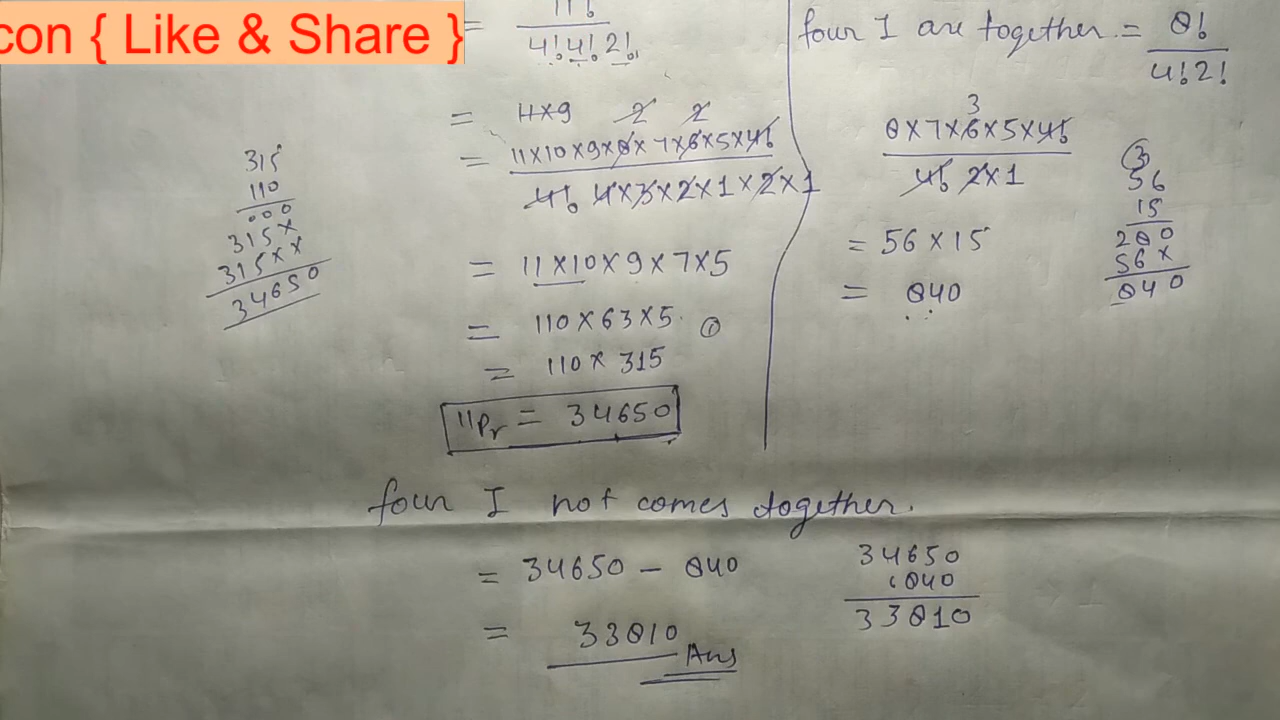 con { Like & Share }
= 11! / 4! 4! 2!
= 11×9 2 2
= 11×10×9×8×7×6×5×4! / 4! 4×3×2×1×2×1
= 11×10×9×7×5
= 110×63×5 ①
= 110×315
11Pr = 34650
315
110
000
315×
315××
34650
four I are together = 8! / 4! 2!
3
8×7×6×5×4! / 4! 2×1
= 56×15
= 840
③
56
15
280
56×
840
four I not comes together.
= 34650 - 840
= 33810 Ans
34650
840
33810